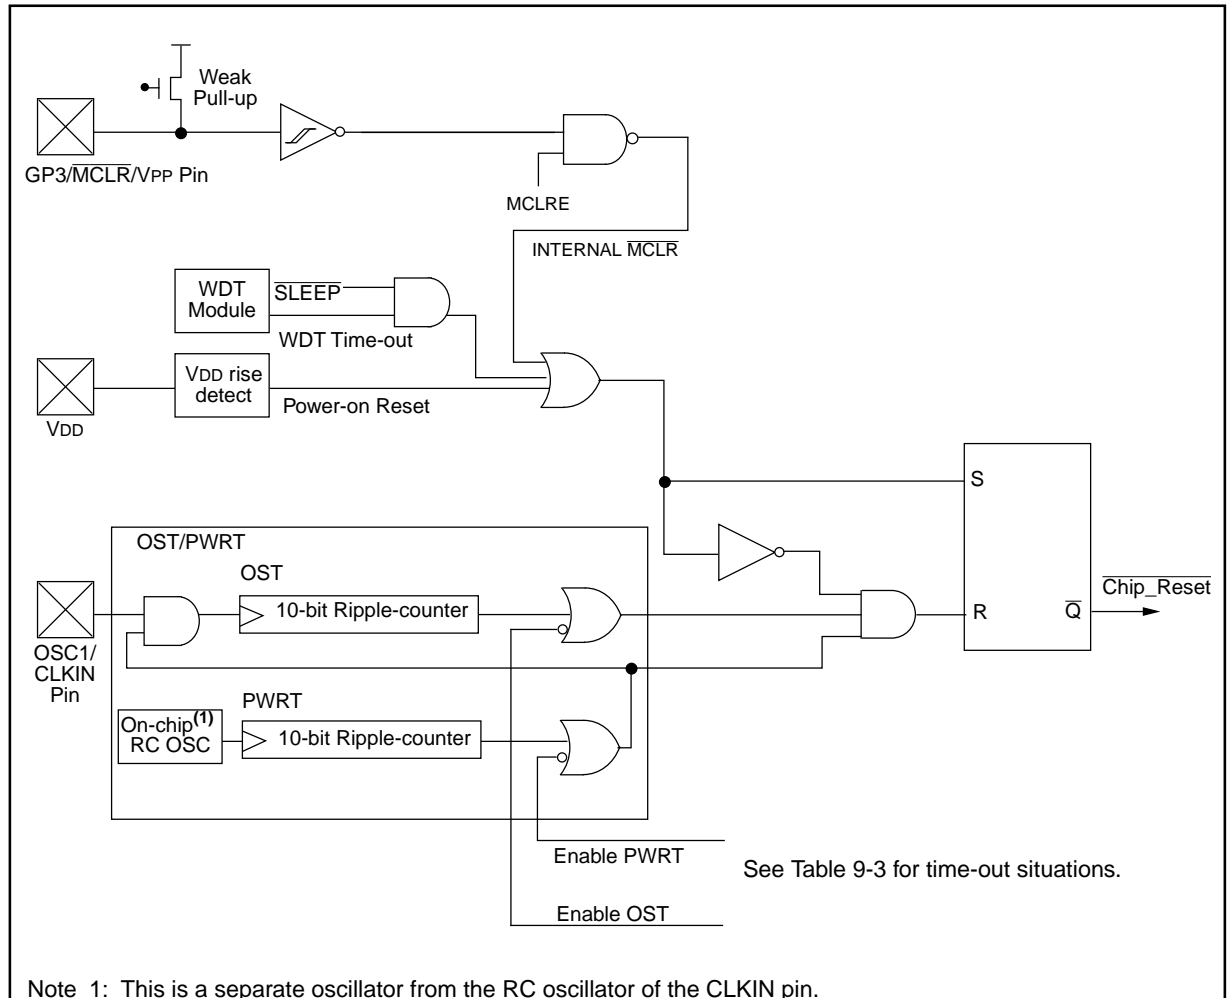 Weak
Pull-up
GP3/MCLR/VPP Pin
MCLRE
INTERNAL MCLR
WDT
Module
SLEEP
WDT Time-out
VDD rise
detect
Power-on Reset
VDD
S
OST/PWRT
OST
10-bit Ripple-counter
Chip_Reset
R
Q
OSC1/
CLKIN
Pin
PWRT
On-chip(1)
RC OSC
10-bit Ripple-counter
Enable PWRT
See Table 9-3 for time-out situations.
Enable OST
Note 1: This is a separate oscillator from the RC oscillator of the CLKIN pin.